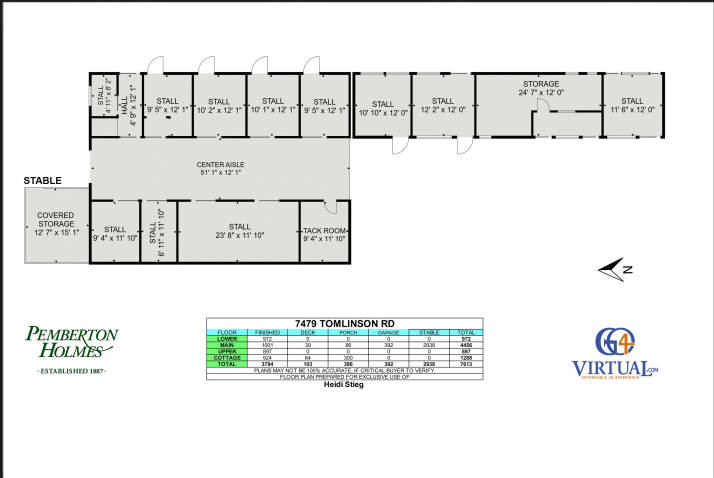 STALL
4' 11" x 8' 2"
HALL
4' 9" x 12' 1"
STALL
9' 5" x 12' 1"
STALL
10' 2" x 12' 1"
STALL
10' 1" x 12' 1"
STALL
9' 5" x 12' 1"
STALL
10' 10" x 12' 0"
STALL
12' 2" x 12' 0"
STORAGE
24' 7" x 12' 0"
STALL
11' 6" x 12' 0"
CENTER AISLE
51' 1" x 12' 1"
STABLE
COVERED
STORAGE
12' 7" x 15' 1"
STALL
9' 4" x 11' 10"
STALL
6' 11" x 11' 10"
STALL
23' 8" x 11' 10"
TACK ROOM
9' 4" x 11' 10"
N
PEMBERTON
HOLMES
· ESTABLISHED 1887 ·
7479 TOMLINSON RD
FLOOR FINISHED DECK PORCH GARAGE STABLE TOTAL
LOWER 972 0 0 0 0 972
MAIN 1001 39 86 392 2938 4456
UPPER 897 0 0 0 0 897
COTTAGE 924 64 300 0 0 1288
TOTAL 3794 103 386 392 2938 7613
PLANS MAY NOT BE 100% ACCURATE, IF CRITICAL BUYER TO VERIFY.
FLOOR PLAN PREPARED FOR EXCLUSIVE USE OF
Heidi Stieg
GO4
VIRTUAL.COM
AFFORDABLE 3D EXPERIENCE